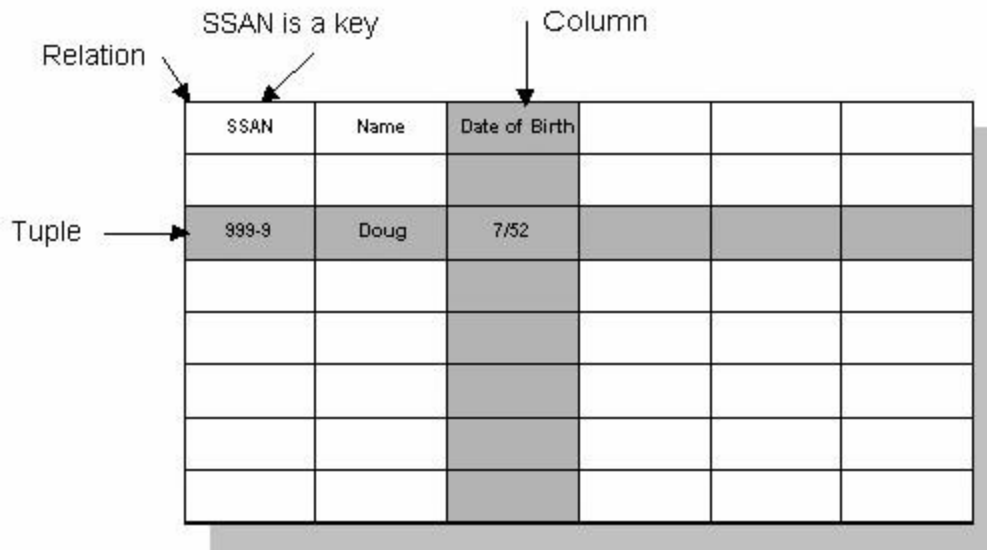 SSAN is a key
Column
Relation
SSAN Name Date of Birth
Tuple
999-9 Doug 7/52